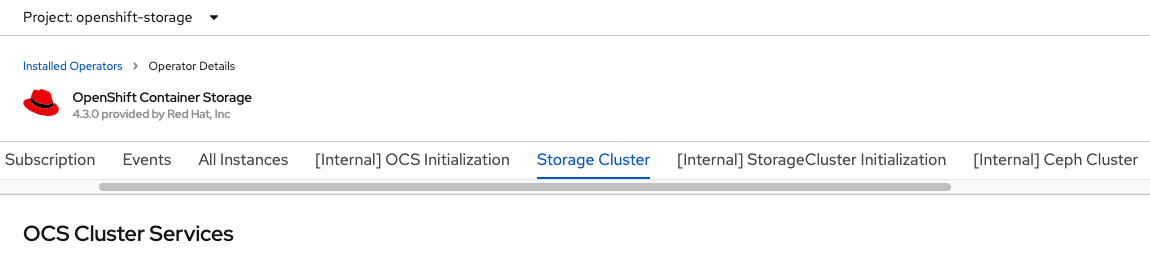 Project: openshift-storage
Installed Operators > Operator Details
OpenShift Container Storage
4.3.0 provided by Red Hat, Inc
Subscription Events All Instances [Internal] OCS Initialization Storage Cluster [Internal] StorageCluster Initialization [Internal] Ceph Cluster
OCS Cluster Services